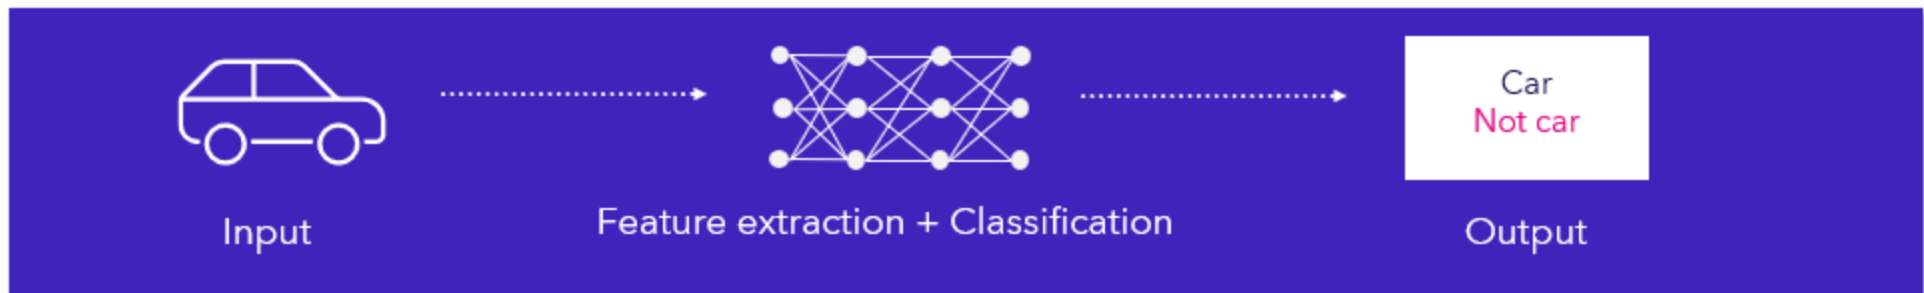 Car
Not car
Input
Feature extraction + Classification
Output